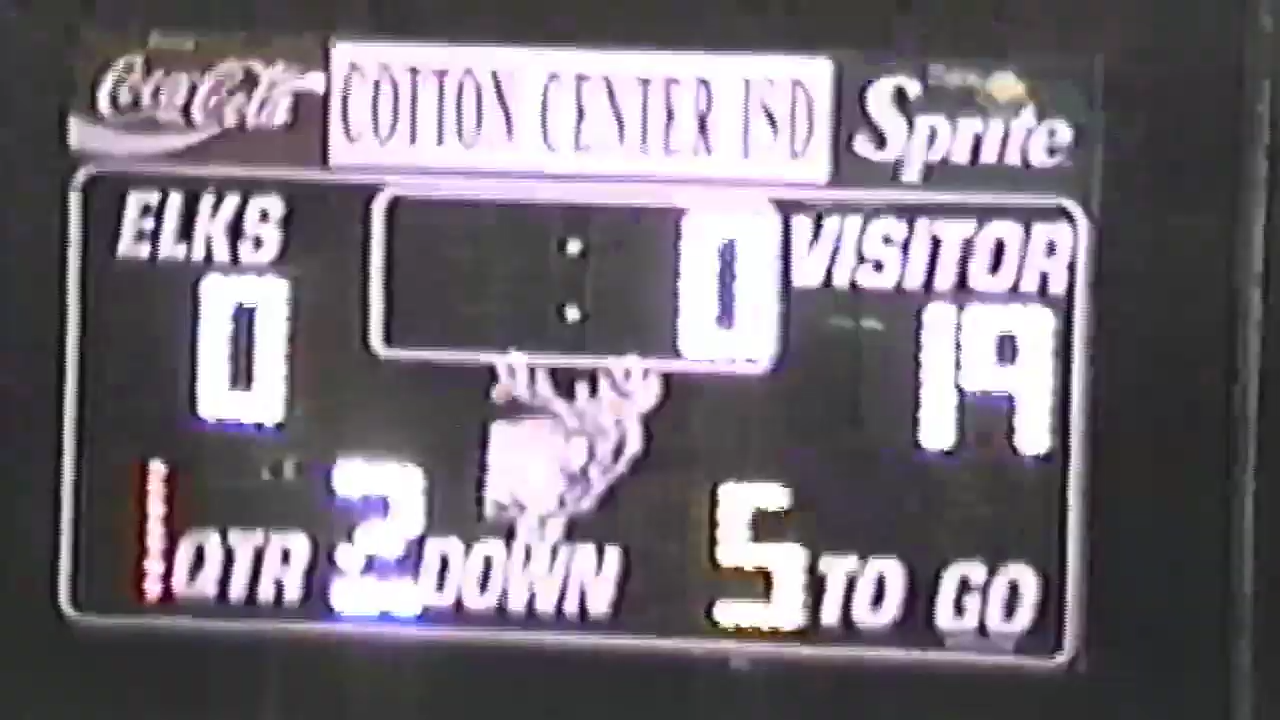 Coca-Cola COTTON CENTER ISD Sprite
ELKS : 0 VISITOR
0 19
1 QTR 2 DOWN 5 TO GO